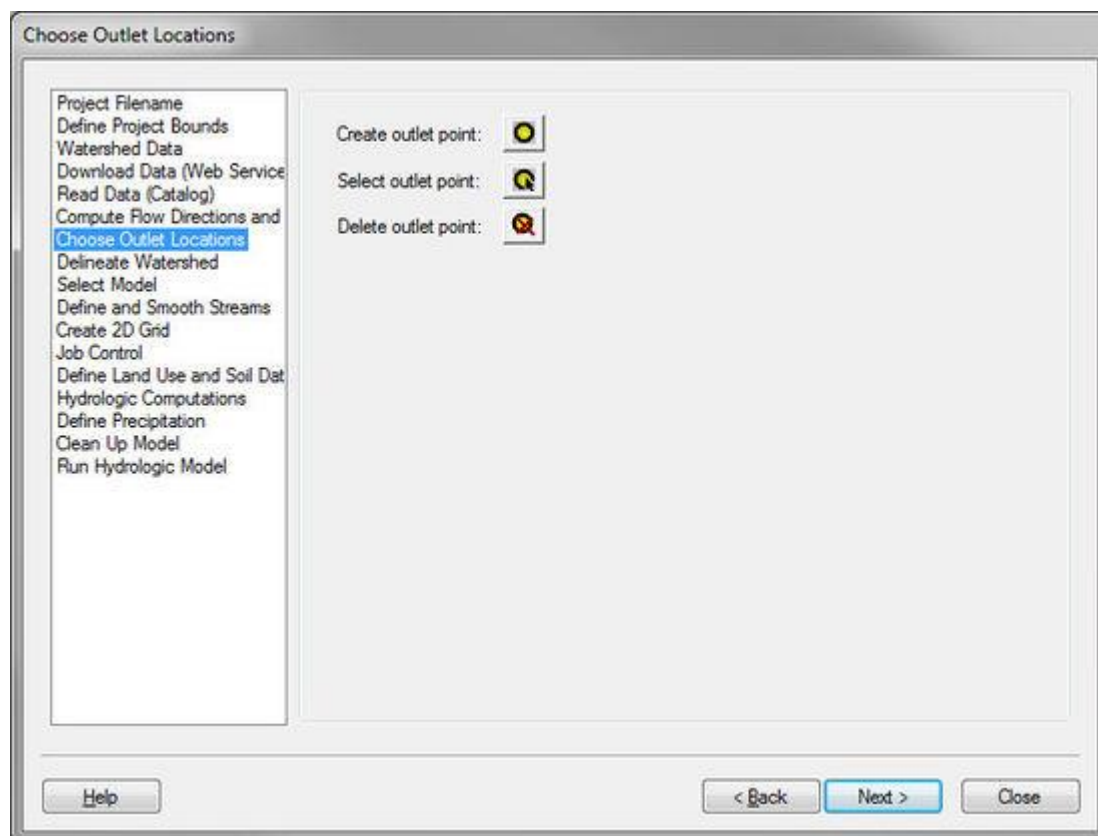 Choose Outlet Locations
Project Filename
Define Project Bounds
Watershed Data
Download Data (Web Service
Read Data (Catalog)
Compute Flow Directions and
Choose Outlet Locations
Delineate Watershed
Select Model
Define and Smooth Streams
Create 2D Grid
Job Control
Define Land Use and Soil Dat
Hydrologic Computations
Define Precipitation
Clean Up Model
Run Hydrologic Model
Create outlet point:
Select outlet point:
Delete outlet point:
Help
< Back
Next >
Close